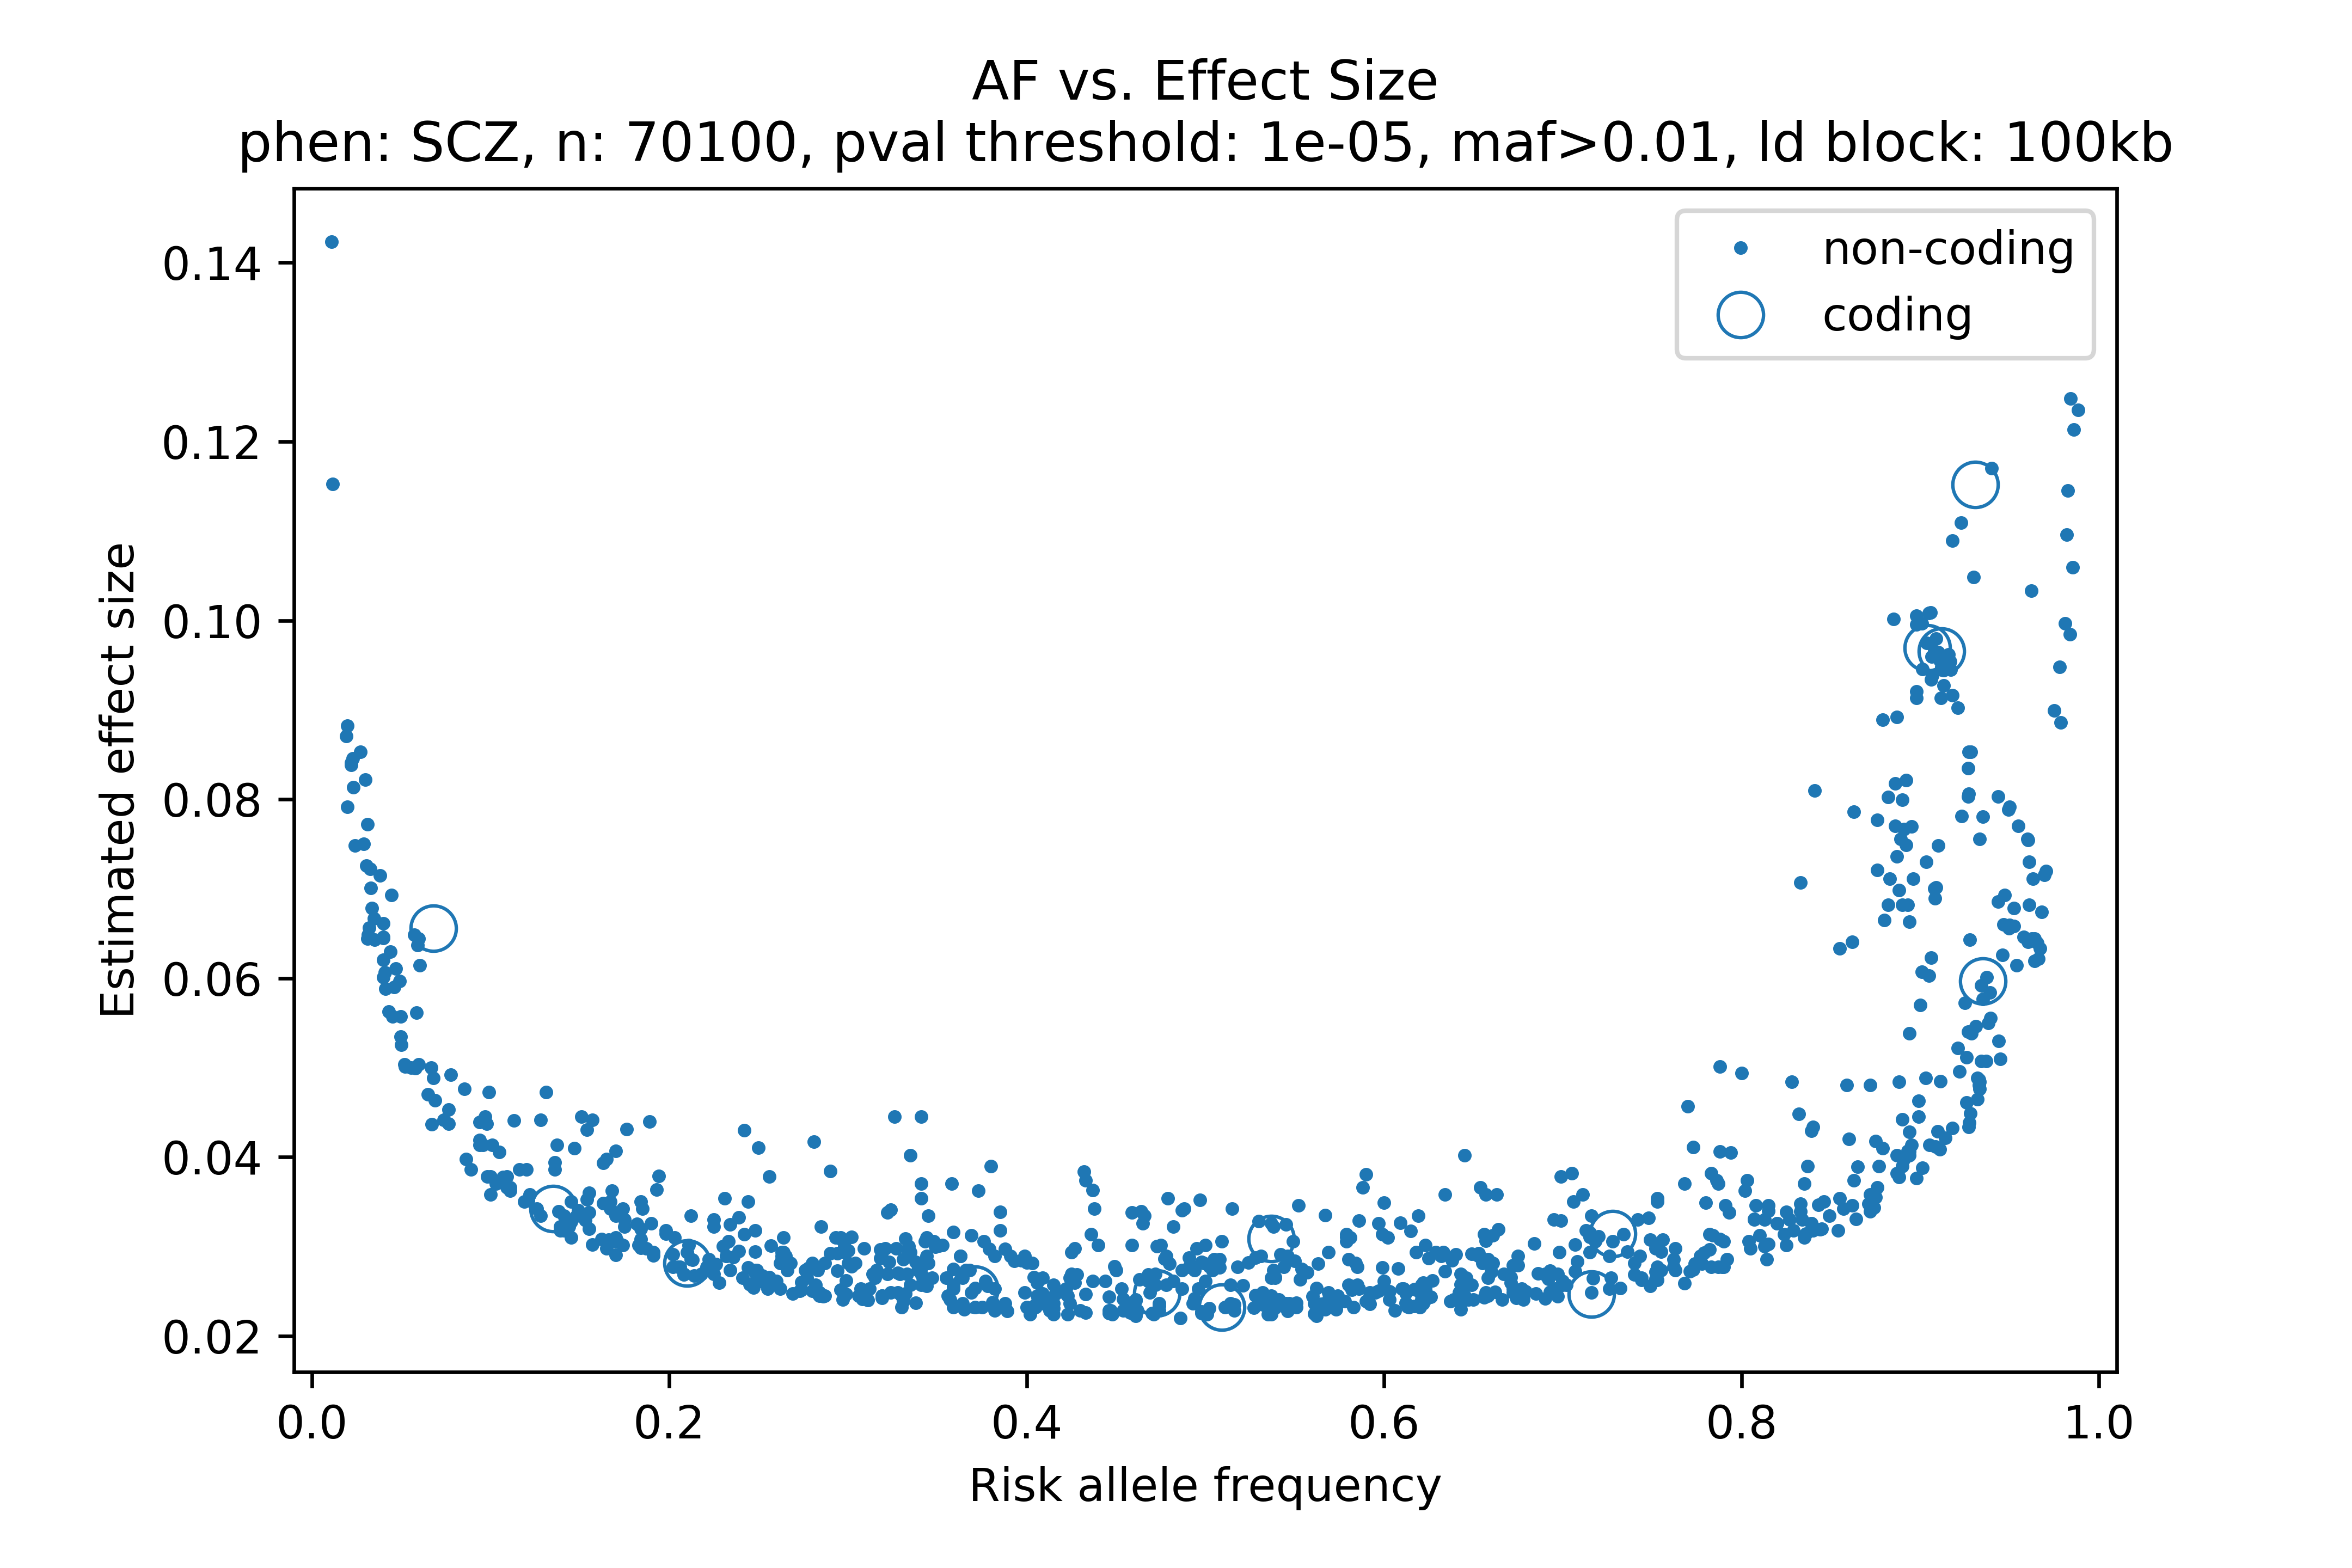 AF vs. Effect Size
phen: SCZ, n: 70100, pval threshold: 1e-05, maf>0.01, ld block: 100kb
non-coding
coding
0.14
0.12
0.10
0.08
0.06
0.04
0.02
Estimated effect size
0.0 0.2 0.4 0.6 0.8 1.0
Risk allele frequency